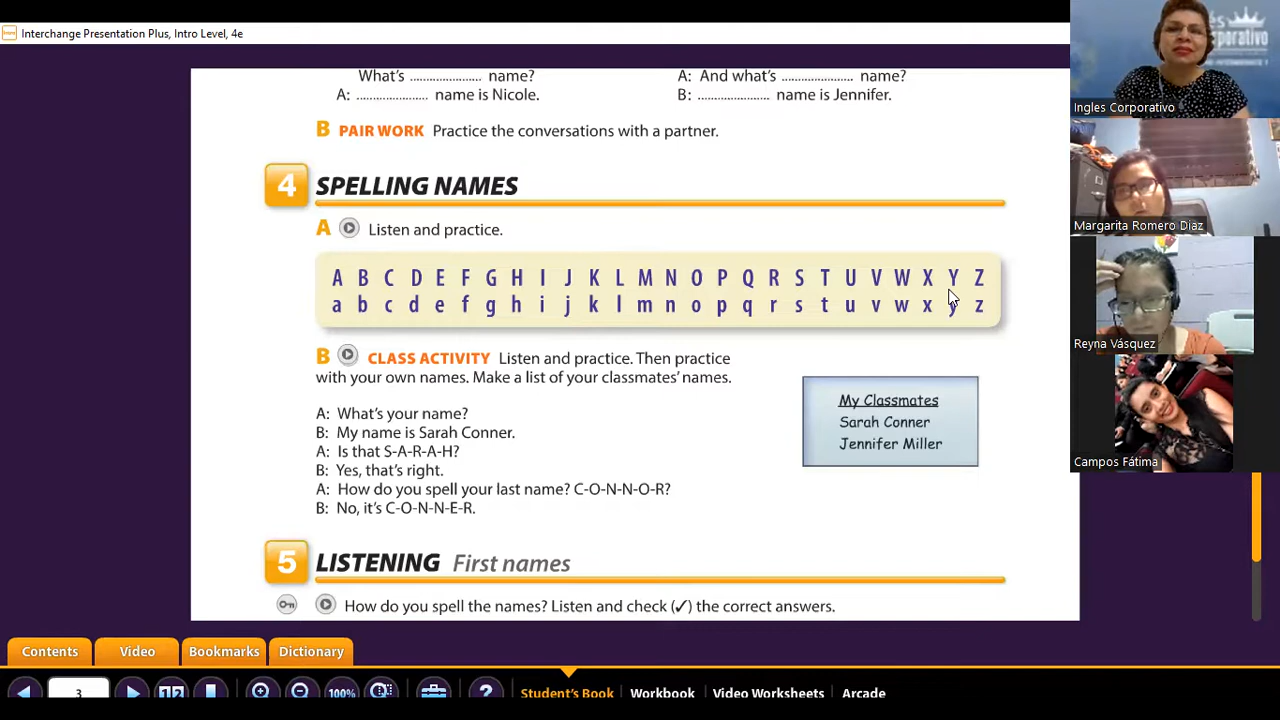 Interchange Presentation Plus, Intro Level, 4e
What's ...................... name?
A: ...................... name is Nicole.
A: And what's ...................... name?
B: ...................... name is Jennifer.
B PAIR WORK Practice the conversations with a partner.
4 SPELLING NAMES
A Listen and practice.
A B C D E F G H I J K L M N O P Q R S T U V W X Y Z
a b c d e f g h i j k l m n o p q r s t u v w x y z
B CLASS ACTIVITY Listen and practice. Then practice
with your own names. Make a list of your classmates' names.
A: What's your name?
B: My name is Sarah Conner.
A: Is that S-A-R-A-H?
B: Yes, that's right.
A: How do you spell your last name? C-O-N-N-O-R?
B: No, it's C-O-N-N-E-R.
My Classmates
Sarah Conner
Jennifer Miller
5 LISTENING First names
How do you spell the names? Listen and check (✓) the correct answers.
Contents Video Bookmarks Dictionary
3 1 2 100% ? Student's Book Workbook Video Worksheets Arcade
Ingles Corporativo
Margarita Romero Diaz
Reyna Vásquez
Campos Fátima